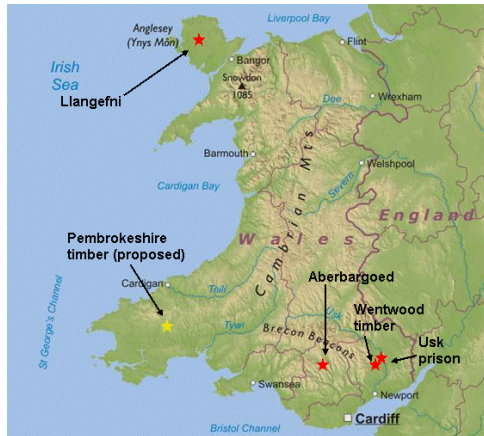 Anglesey
(Ynys Môn)
Liverpool Bay
Flint
Irish
Sea
Bangor
Llangefni
Snowdon
1085
Dee
Wrexham
Barmouth
Cambrian Mts
Welshpool
Severn
Cardigan Bay
England
Wales
Pembrokeshire
timber (proposed)
Cardigan
Teifi
Aberbargoed
St George's Channel
Usk
Wentwood
timber
Tywi
Brecon Beacons
Usk
prison
Swansea
Newport
Cardiff
Bristol Channel